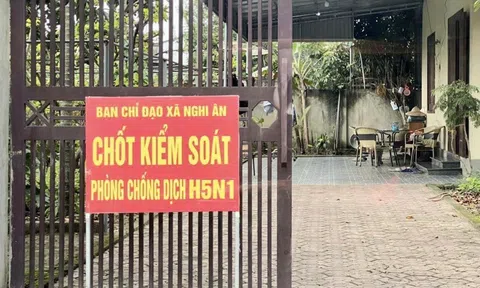 BAN CHỈ ĐẠO XÃ NGHI ÂN
CHỐT KIỂM SOÁT
PHÒNG CHỐNG DỊCH H5N1